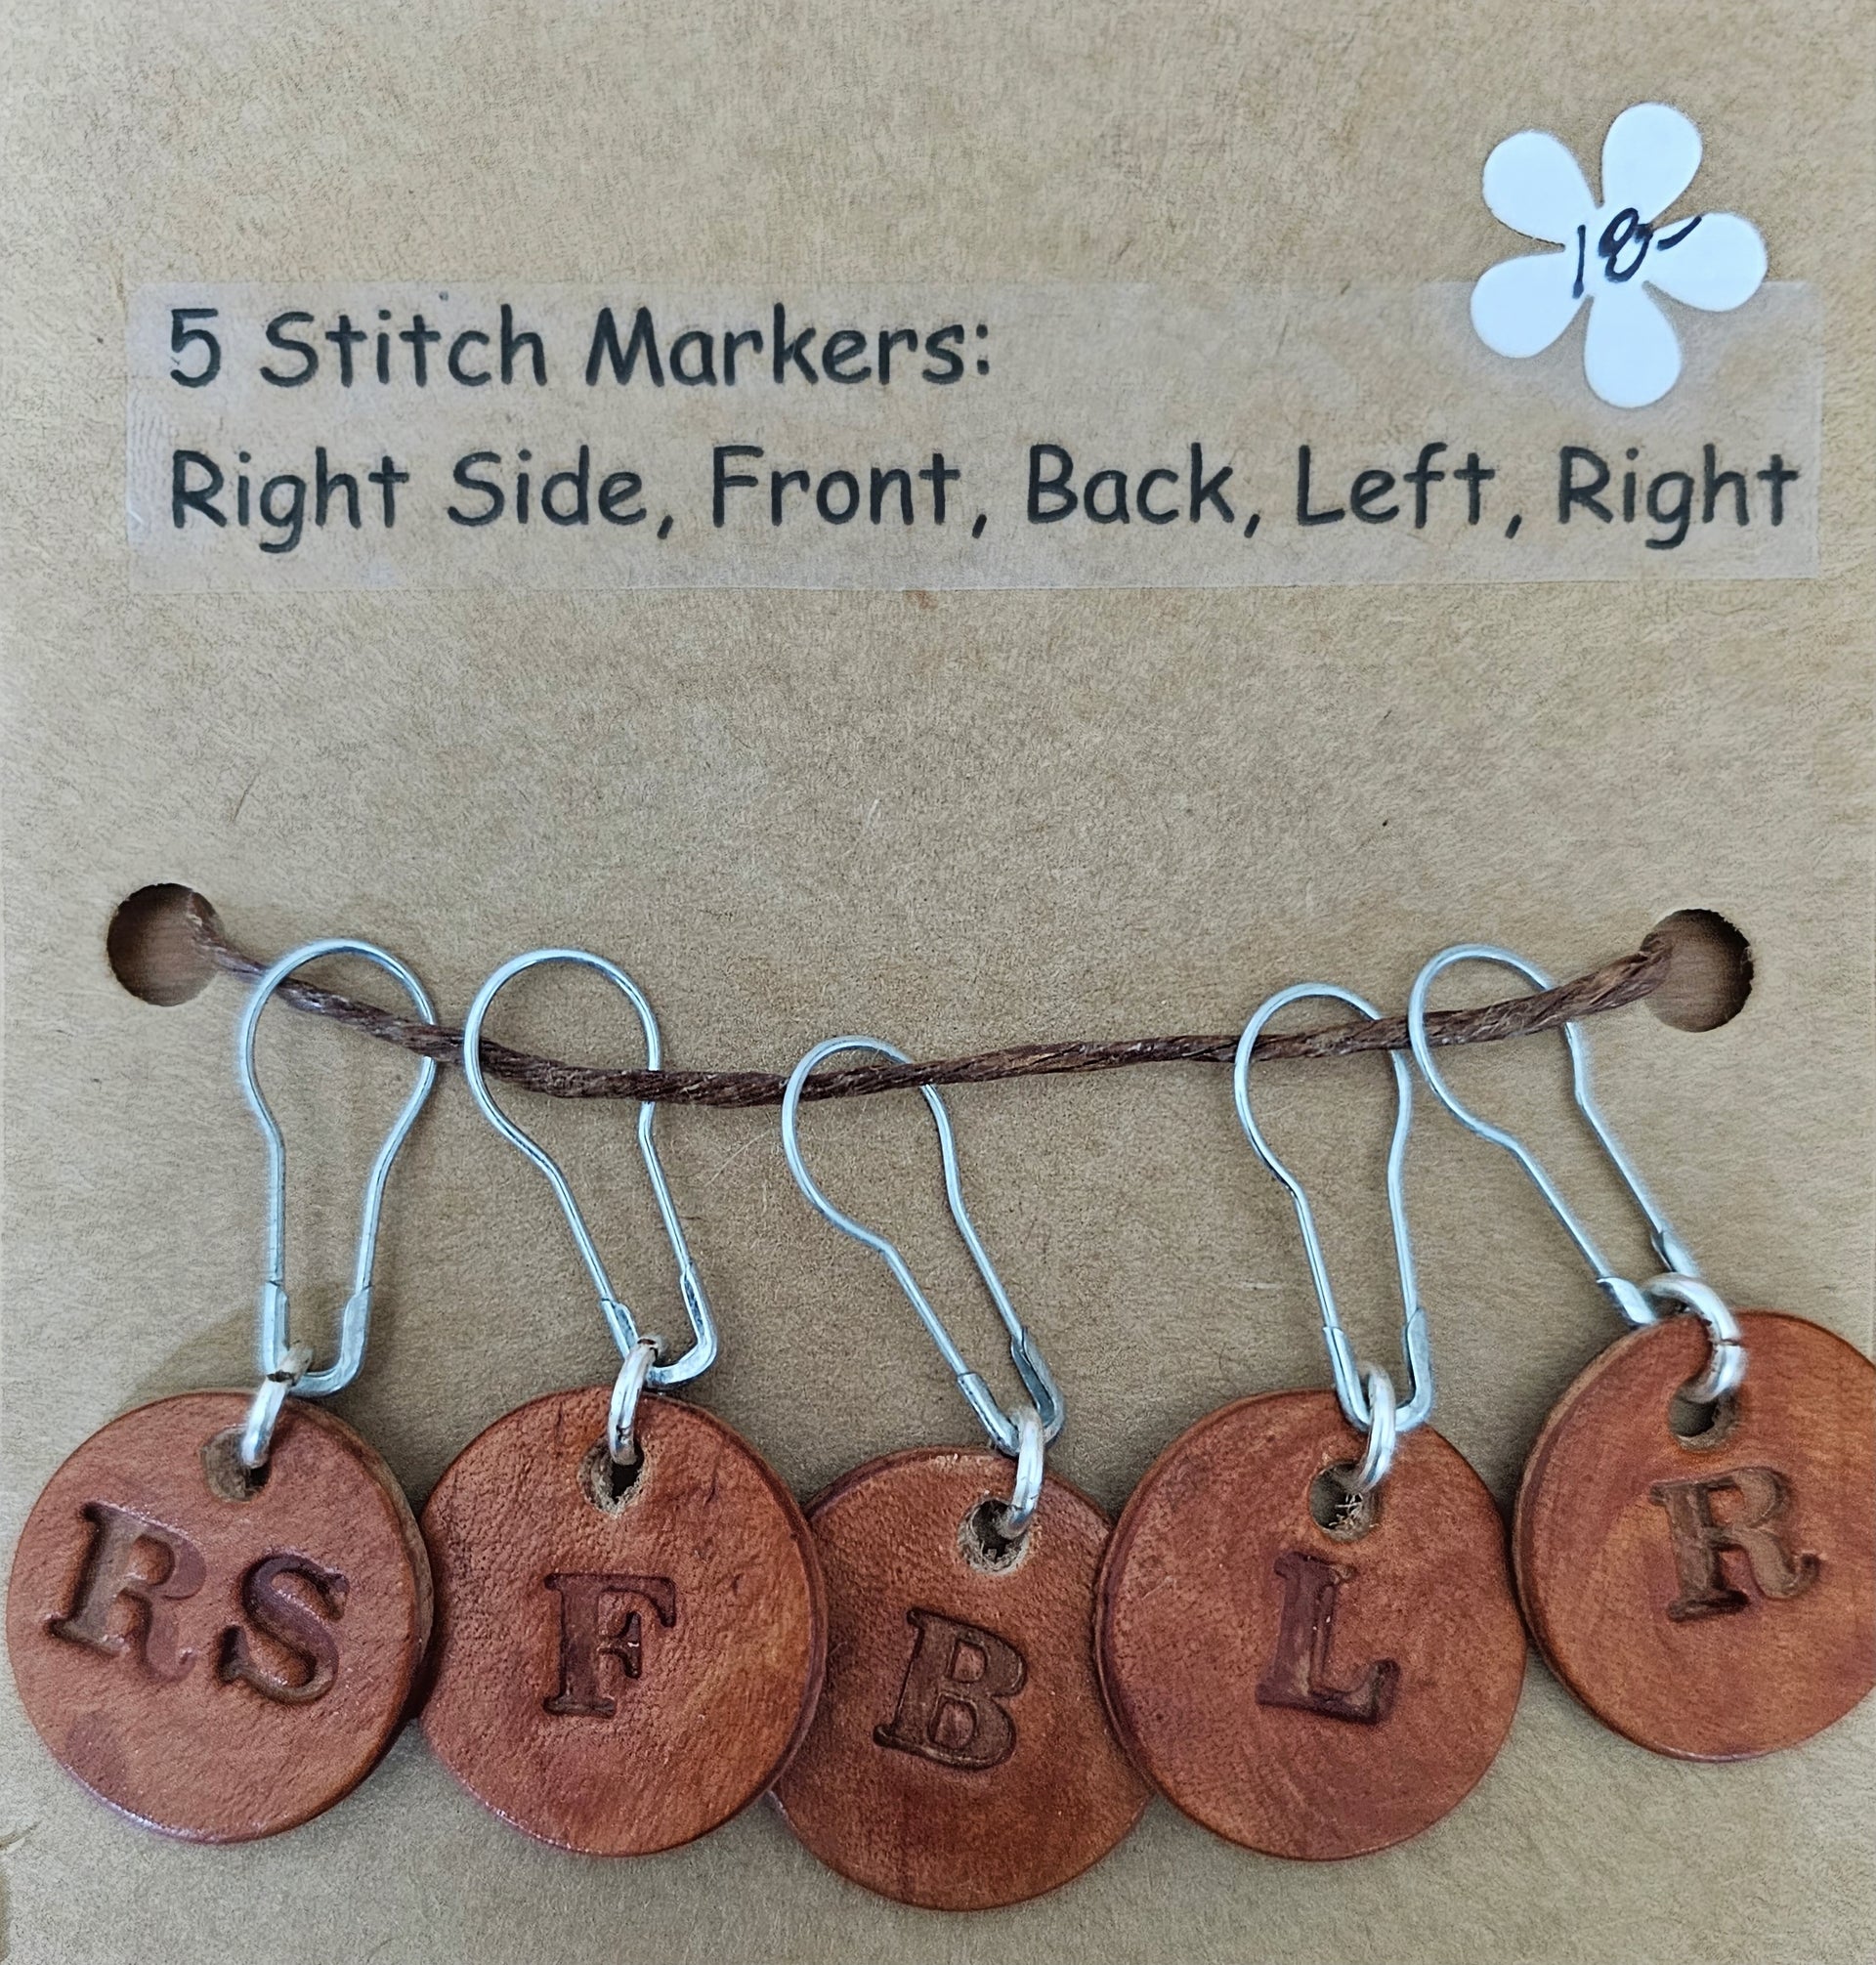 18-
5 Stitch Markers:
Right Side, Front, Back, Left, Right
RS F B L R